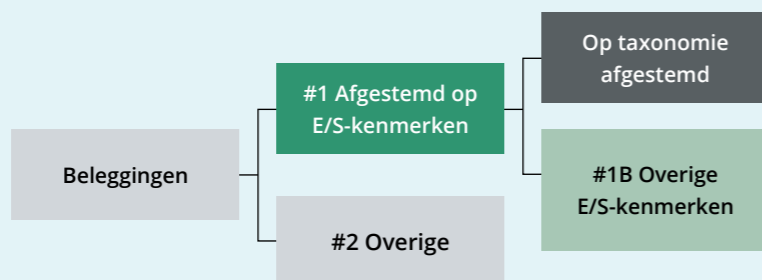 Op taxonomie
afgestemd
#1 Afgestemd op
E/S-kenmerken
Beleggingen
#1B Overige
E/S-kenmerken
#2 Overige